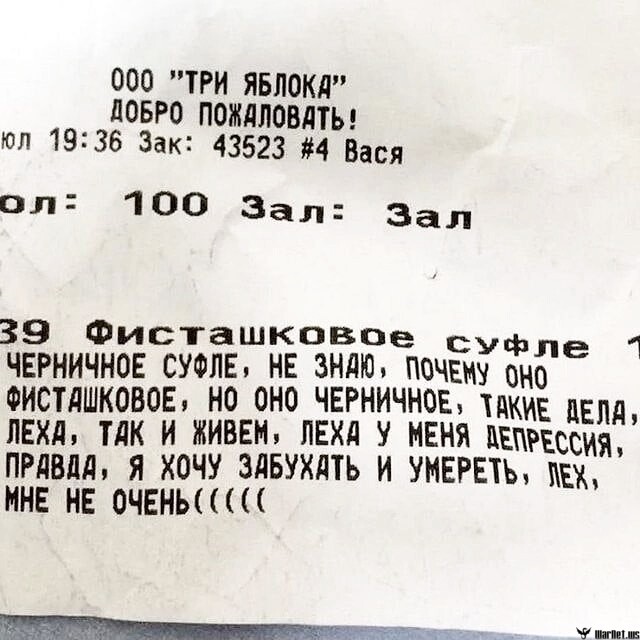 ООО "ТРИ ЯБЛОКА"
ДОБРО ПОЖАЛОВАТЬ!
юл 19:36 Зак: 43523 #4 Вася
ол: 100 Зал: Зал
39 Фисташковое суфле 1
ЧЕРНИЧНОЕ СУФЛЕ, НЕ ЗНАЮ, ПОЧЕМУ ОНО
ФИСТАШКОВОЕ, НО ОНО ЧЕРНИЧНОЕ, ТАКИЕ ДЕЛА,
ЛЕХА, ТАК И ЖИВЕМ, ЛЕХА У МЕНЯ ДЕПРЕССИЯ,
ПРАВДА, Я ХОЧУ ЗАБУХАТЬ И УМЕРЕТЬ, ЛЕХ,
МНЕ НЕ ОЧЕНЬ(((((